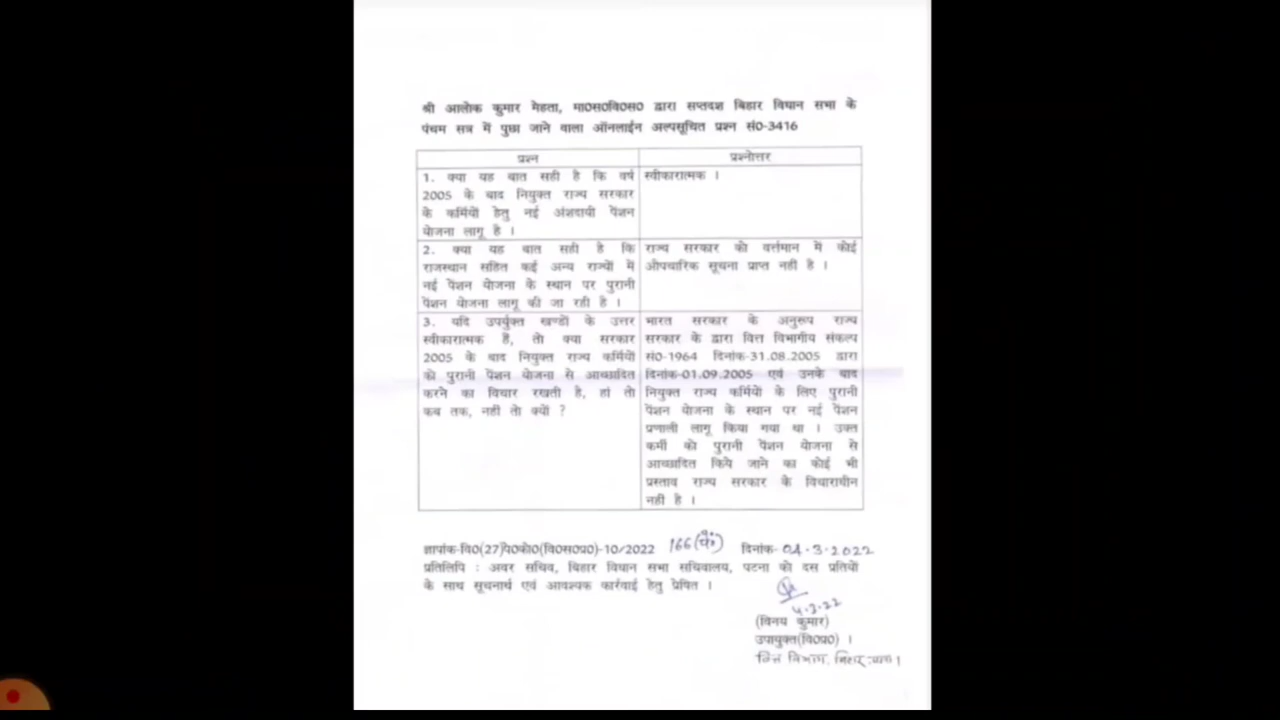 श्री आलोक कुमार मेहता, मा0स0वि0स0 द्वारा सप्तदश बिहार विधान सभा के
पंचम सत्र में पुछा जाने वाला ऑनलाईन अल्पसूचित प्रश्न सं0-3416
प्रश्न
प्रश्नोत्तर
1. क्या यह बात सही है कि वर्ष
2005 के बाद नियुक्त राज्य सरकार
के कर्मियों हेतु नई अंशदायी पेंशन
योजना लागू है ।
स्वीकारात्मक ।
2. क्या यह बात सही है कि
राजस्थान सहित कई अन्य राज्यों में
नई पेंशन योजना के स्थान पर पुरानी
पेंशन योजना लागू की जा रही है ।
राज्य सरकार को वर्त्तमान में कोई
औपचारिक सूचना प्राप्त नही है ।
3. यदि उपर्युक्त खण्डों के उत्तर
स्वीकारात्मक हैं, तो क्या सरकार
2005 के बाद नियुक्त राज्य कर्मियों
को पुरानी पेंशन योजना से आच्छादित
करने का विचार रखती है, हां तो
कब तक, नहीं तो क्यों ?
भारत सरकार के अनुरूप राज्य
सरकार के द्वारा वित्त विभागीय संकल्प
सं0-1964 दिनांक-31.08.2005 द्वारा
दिनांक-01.09.2005 एवं उनके बाद
नियुक्त राज्य कर्मियों के लिए पुरानी
पेंशन योजना के स्थान पर नई पेंशन
प्रणाली लागू किया गया था । उक्त
कर्मी को पुरानी पेंशन योजना से
आच्छादित किये जाने का कोई भी
प्रस्ताव राज्य सरकार के विचाराधीन
नहीं है ।
ज्ञापांक-वि0(27)पे0को0(वि0स0प्र0)-10/2022 166(पे0) दिनांक- 04.3.2022
प्रतिलिपि : अवर सचिव, बिहार विधान सभा सचिवालय, पटना को दस प्रतियों
के साथ सूचनार्थ एवं आवश्यक कार्रवाई हेतु प्रेषित ।
4.3.22
(विनय कुमार)
उपायुक्त(वि0प्र0) ।
वित्त विभाग, बिहार, पटना ।